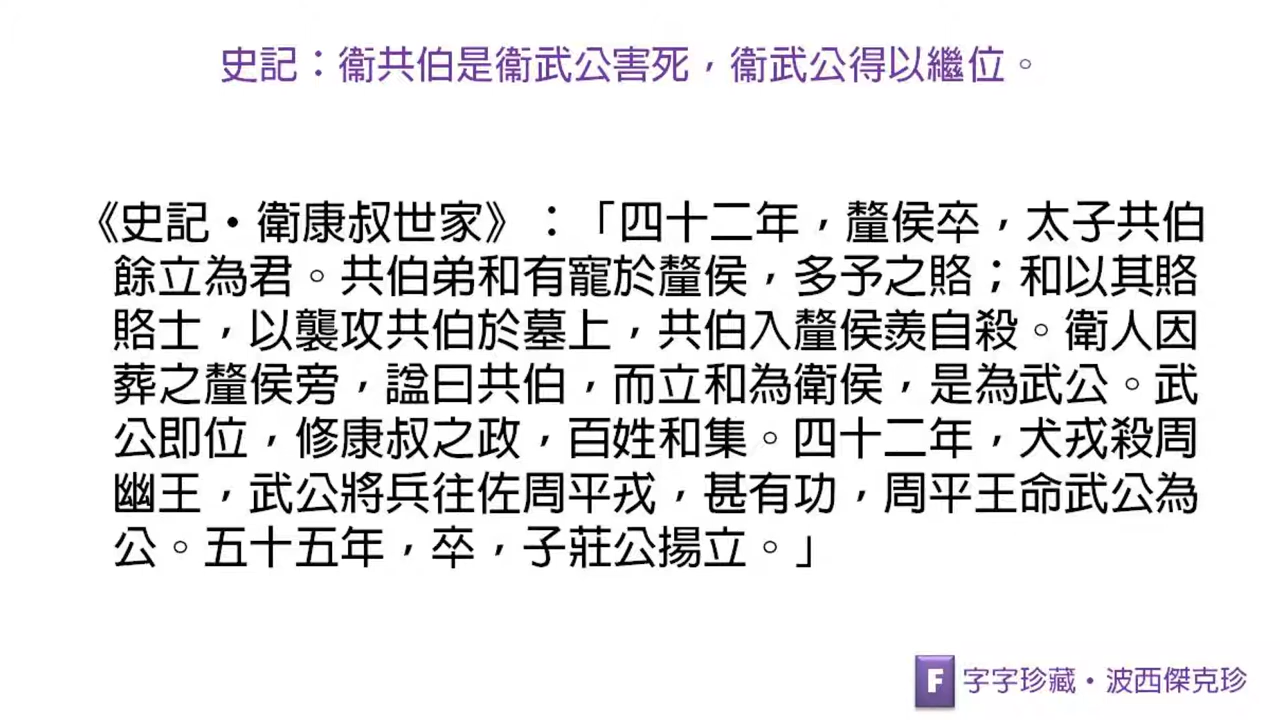 史記：衞共伯是衞武公害死，衞武公得以繼位。
《史記・衛康叔世家》：「四十二年，釐侯卒，太子共伯
餘立為君。共伯弟和有寵於釐侯，多予之賂；和以其賂
賂士，以襲攻共伯於墓上，共伯入釐侯羨自殺。衛人因
葬之釐侯旁，諡曰共伯，而立和為衛侯，是為武公。武
公即位，修康叔之政，百姓和集。四十二年，犬戎殺周
幽王，武公將兵往佐周平戎，甚有功，周平王命武公為
公。五十五年，卒，子莊公揚立。」
F 字字珍藏・波西傑克珍